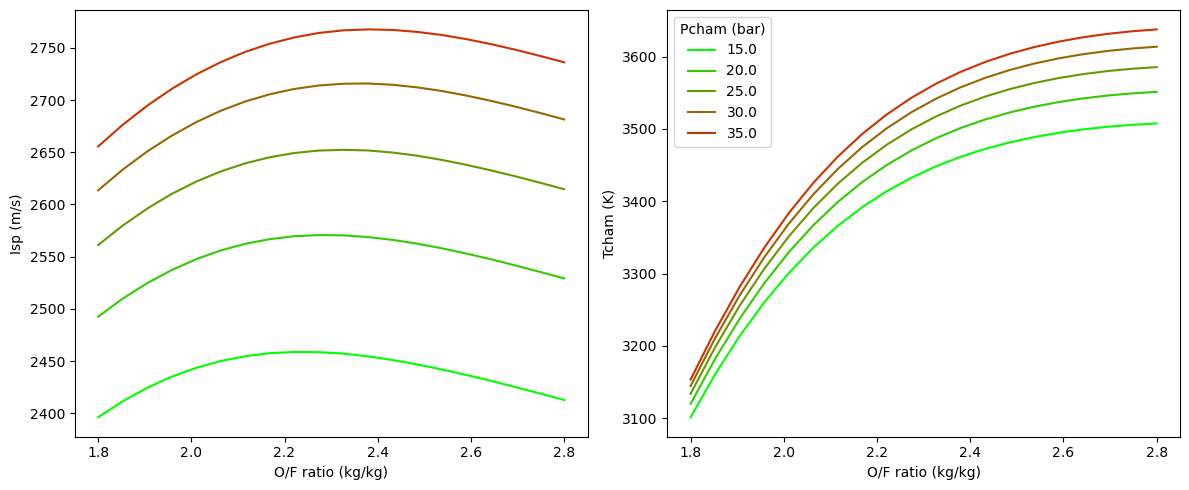 2750
2700
2650
2600
2550
2500
2450
2400
Isp (m/s)
1.8 2.0 2.2 2.4 2.6 2.8
O/F ratio (kg/kg)
3600
3500
3400
3300
3200
3100
Tcham (K)
Pcham (bar)
15.0
20.0
25.0
30.0
35.0
1.8 2.0 2.2 2.4 2.6 2.8
O/F ratio (kg/kg)